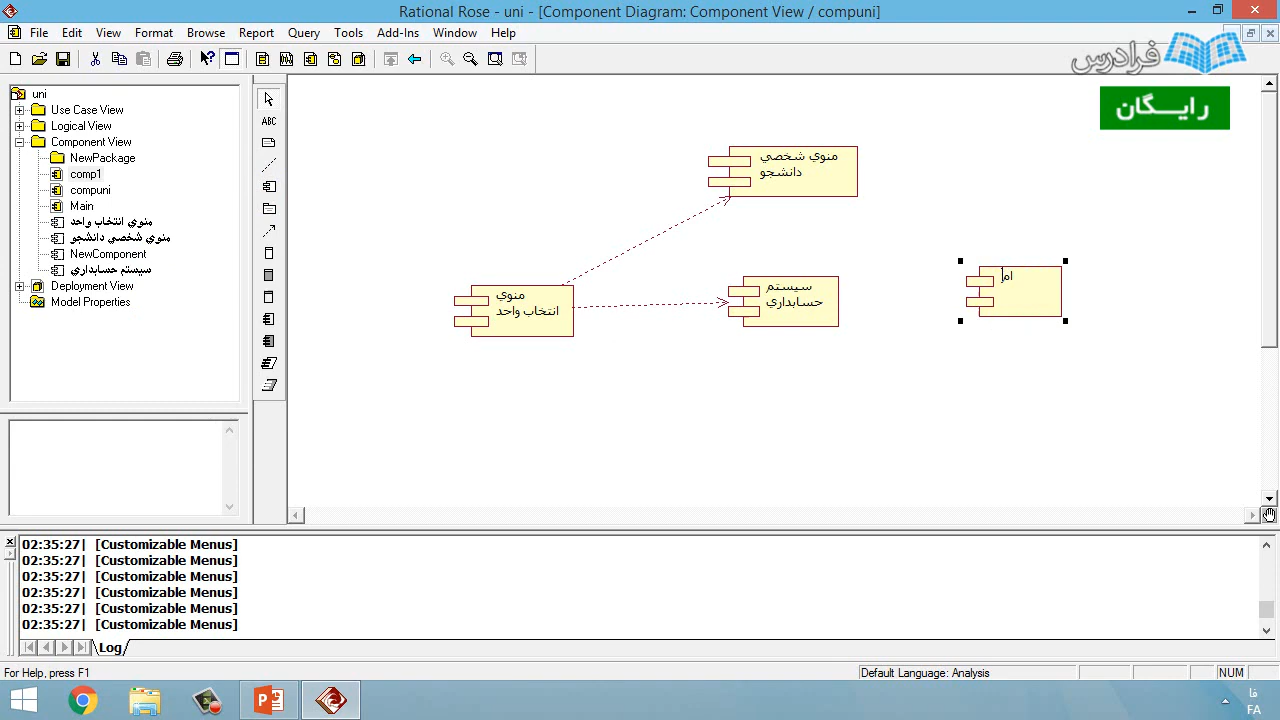 Rational Rose - uni - [Component Diagram: Component View / compuni]
File Edit View Format Browse Report Query Tools Add-Ins Window Help
فرادرس
رایگان
ABC
uni
Use Case View
Logical View
Component View
NewPackage
comp1
compuni
Main
منوي انتخاب واحد
منوي شخصي دانشجو
NewComponent
سيستم حسابداري
Deployment View
Model Properties
منوي شخصي
دانشجو
منوي
انتخاب واحد
سيستم
حسابداري
ام
02:35:27| [Customizable Menus]
02:35:27| [Customizable Menus]
02:35:27| [Customizable Menus]
02:35:27| [Customizable Menus]
02:35:27| [Customizable Menus]
02:35:27| [Customizable Menus]
Log
For Help, press F1
Default Language: Analysis
NUM
فا
FA